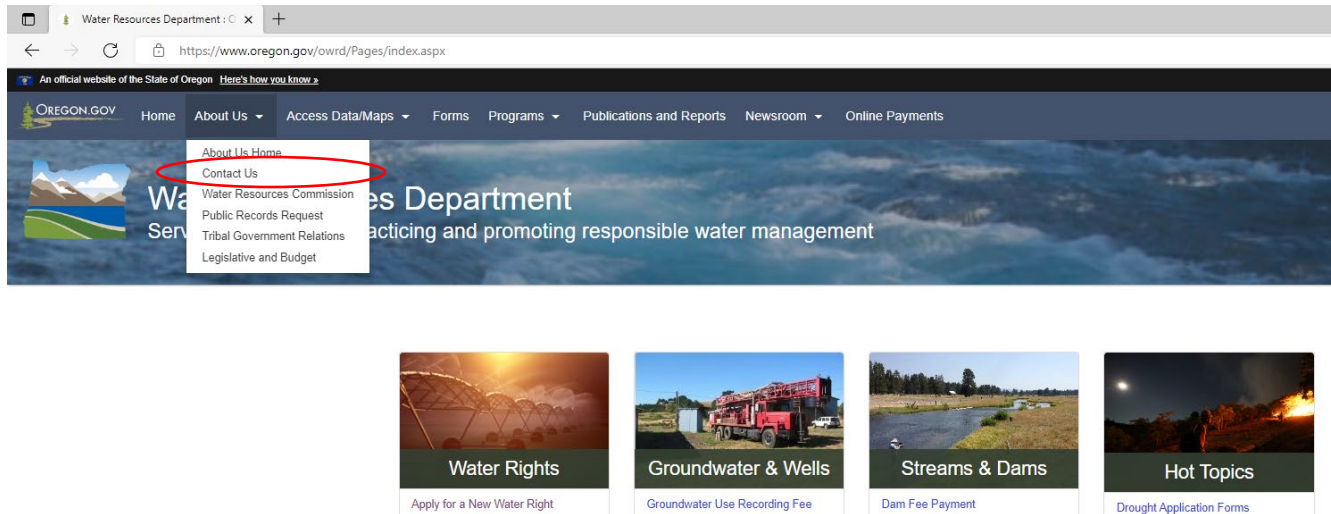 Water Resources Department : O
https://www.oregon.gov/owrd/Pages/index.aspx
An official website of the State of Oregon Here's how you know »
OREGON.GOV Home About Us Access Data/Maps Forms Programs Publications and Reports Newsroom Online Payments
About Us Home
Contact Us
Water Resources Commission
Public Records Request
Tribal Government Relations
Legislative and Budget
es Department
acticing and promoting responsible water management
Water Rights Groundwater & Wells Streams & Dams Hot Topics
Apply for a New Water Right Groundwater Use Recording Fee Dam Fee Payment Drought Application Forms